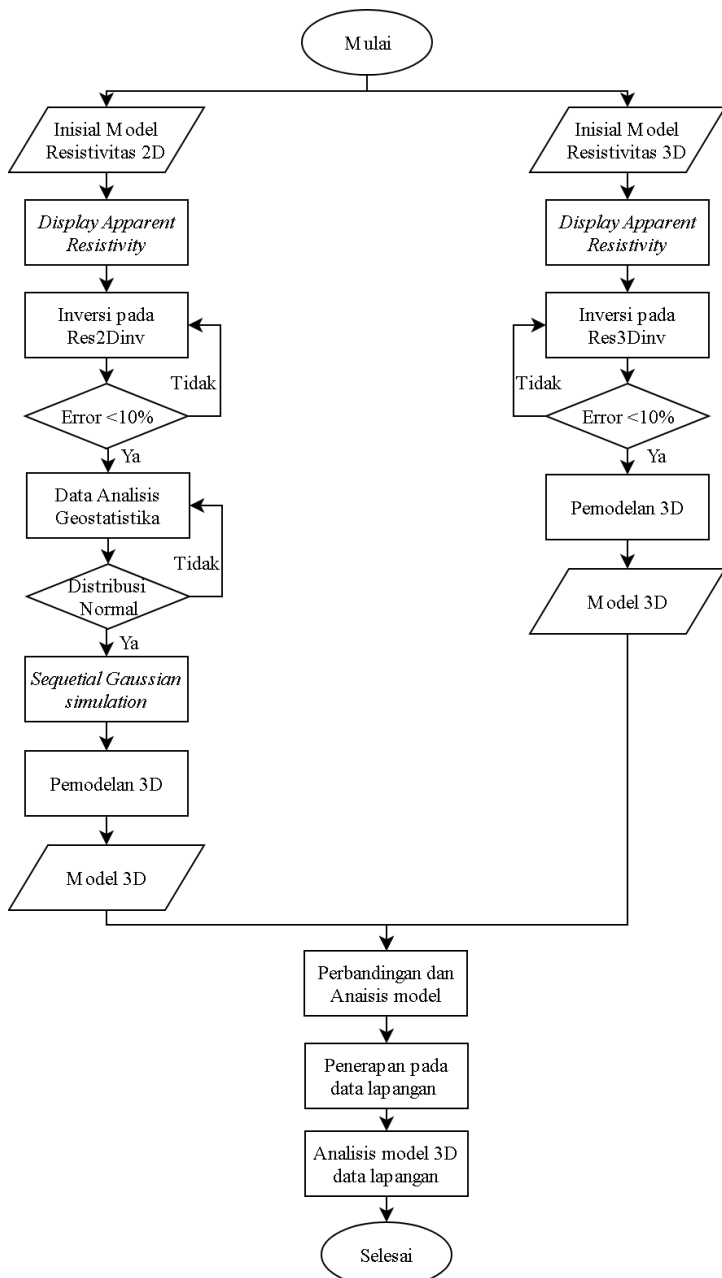 Mulai
Inisial Model
Resistivitas 2D
Display Apparent
Resistivity
Inversi pada
Res2Dinv
Tidak
Error <10%
Ya
Data Analisis
Geostatistika
Tidak
Distribusi
Normal
Ya
Sequetial Gaussian
simulation
Pemodelan 3D
Model 3D
Inisial Model
Resistivitas 3D
Display Apparent
Resistivity
Inversi pada
Res3Dinv
Tidak
Error <10%
Ya
Pemodelan 3D
Model 3D
Perbandingan dan
Anaisis model
Penerapan pada
data lapangan
Analisis model 3D
data lapangan
Selesai